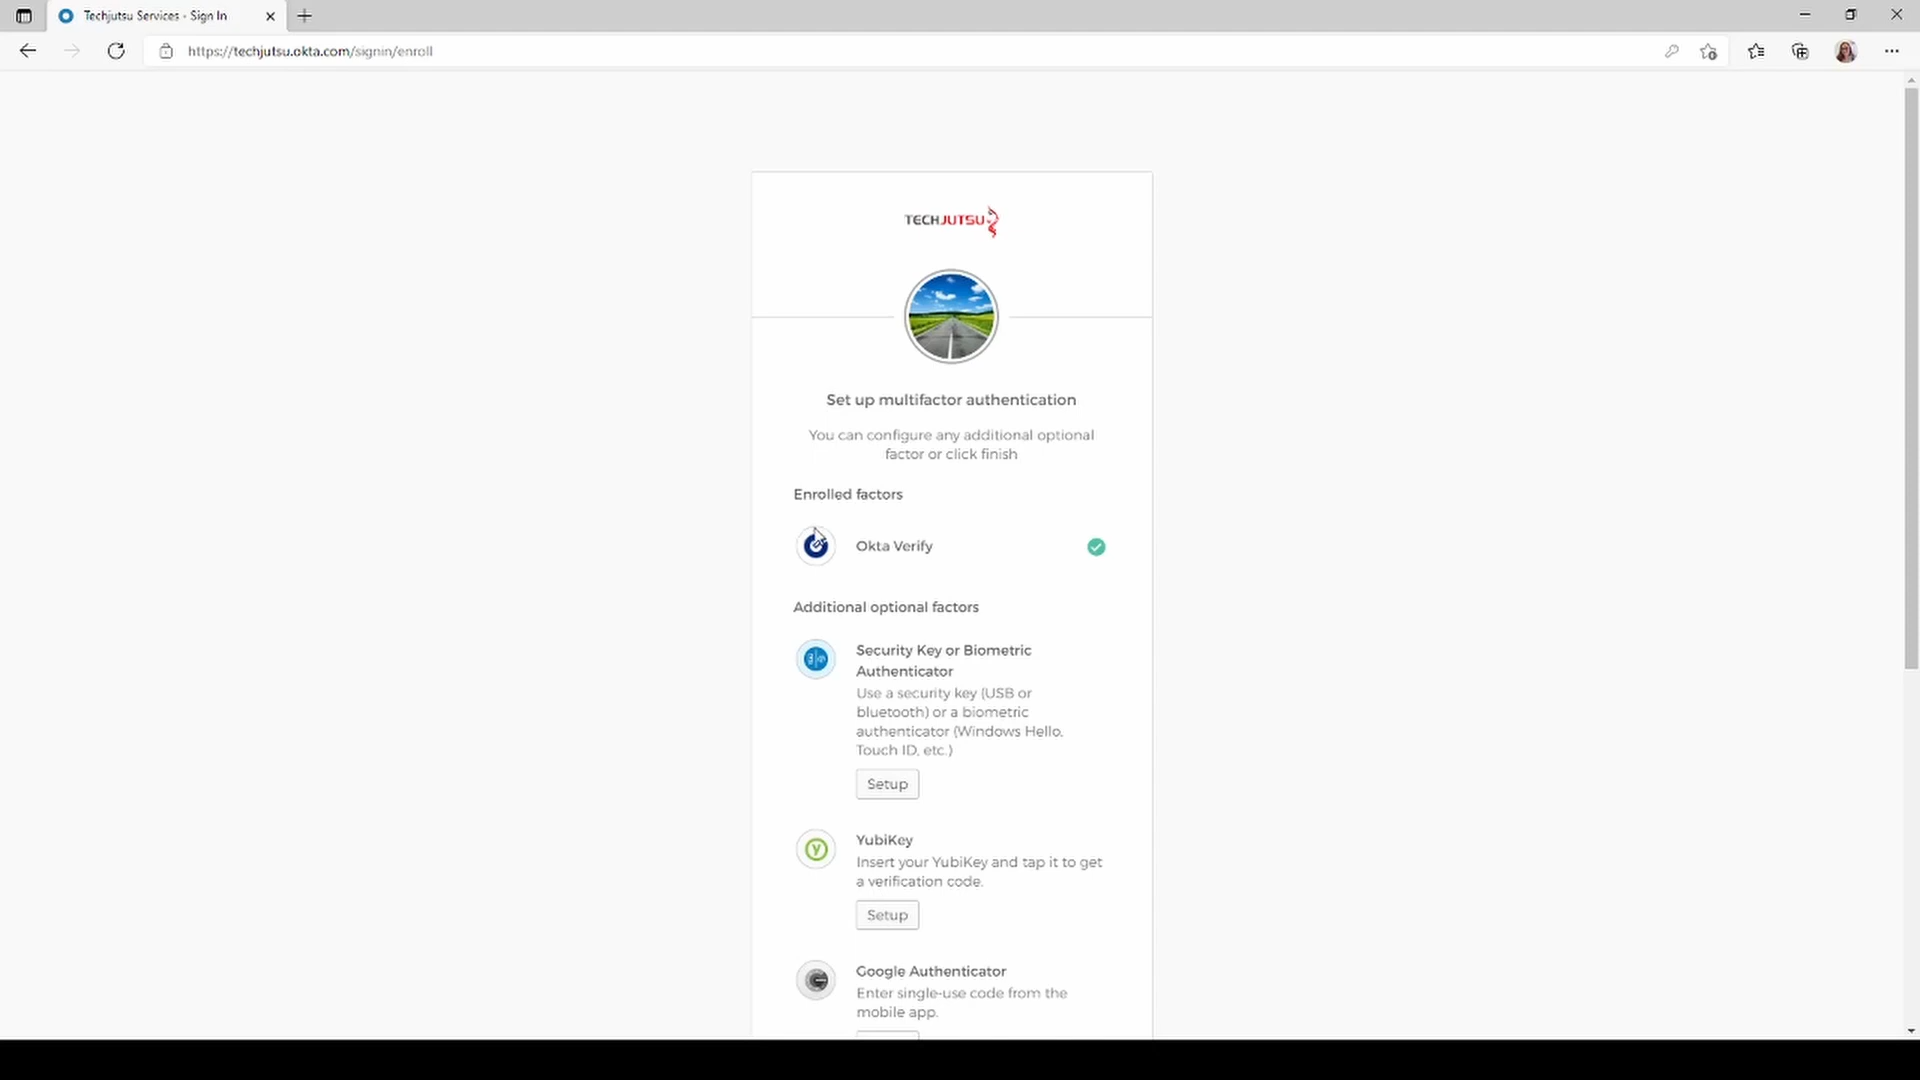 Techjutsu Services - Sign In
https://techjutsu.okta.com/signin/enroll
TECHJUTSU
Set up multifactor authentication
You can configure any additional optional
factor or click finish
Enrolled factors
Okta Verify
Additional optional factors
Security Key or Biometric
Authenticator
Use a security key (USB or
bluetooth) or a biometric
authenticator (Windows Hello,
Touch ID, etc.)
Setup
YubiKey
Insert your YubiKey and tap it to get
a verification code.
Setup
Google Authenticator
Enter single-use code from the
mobile app.